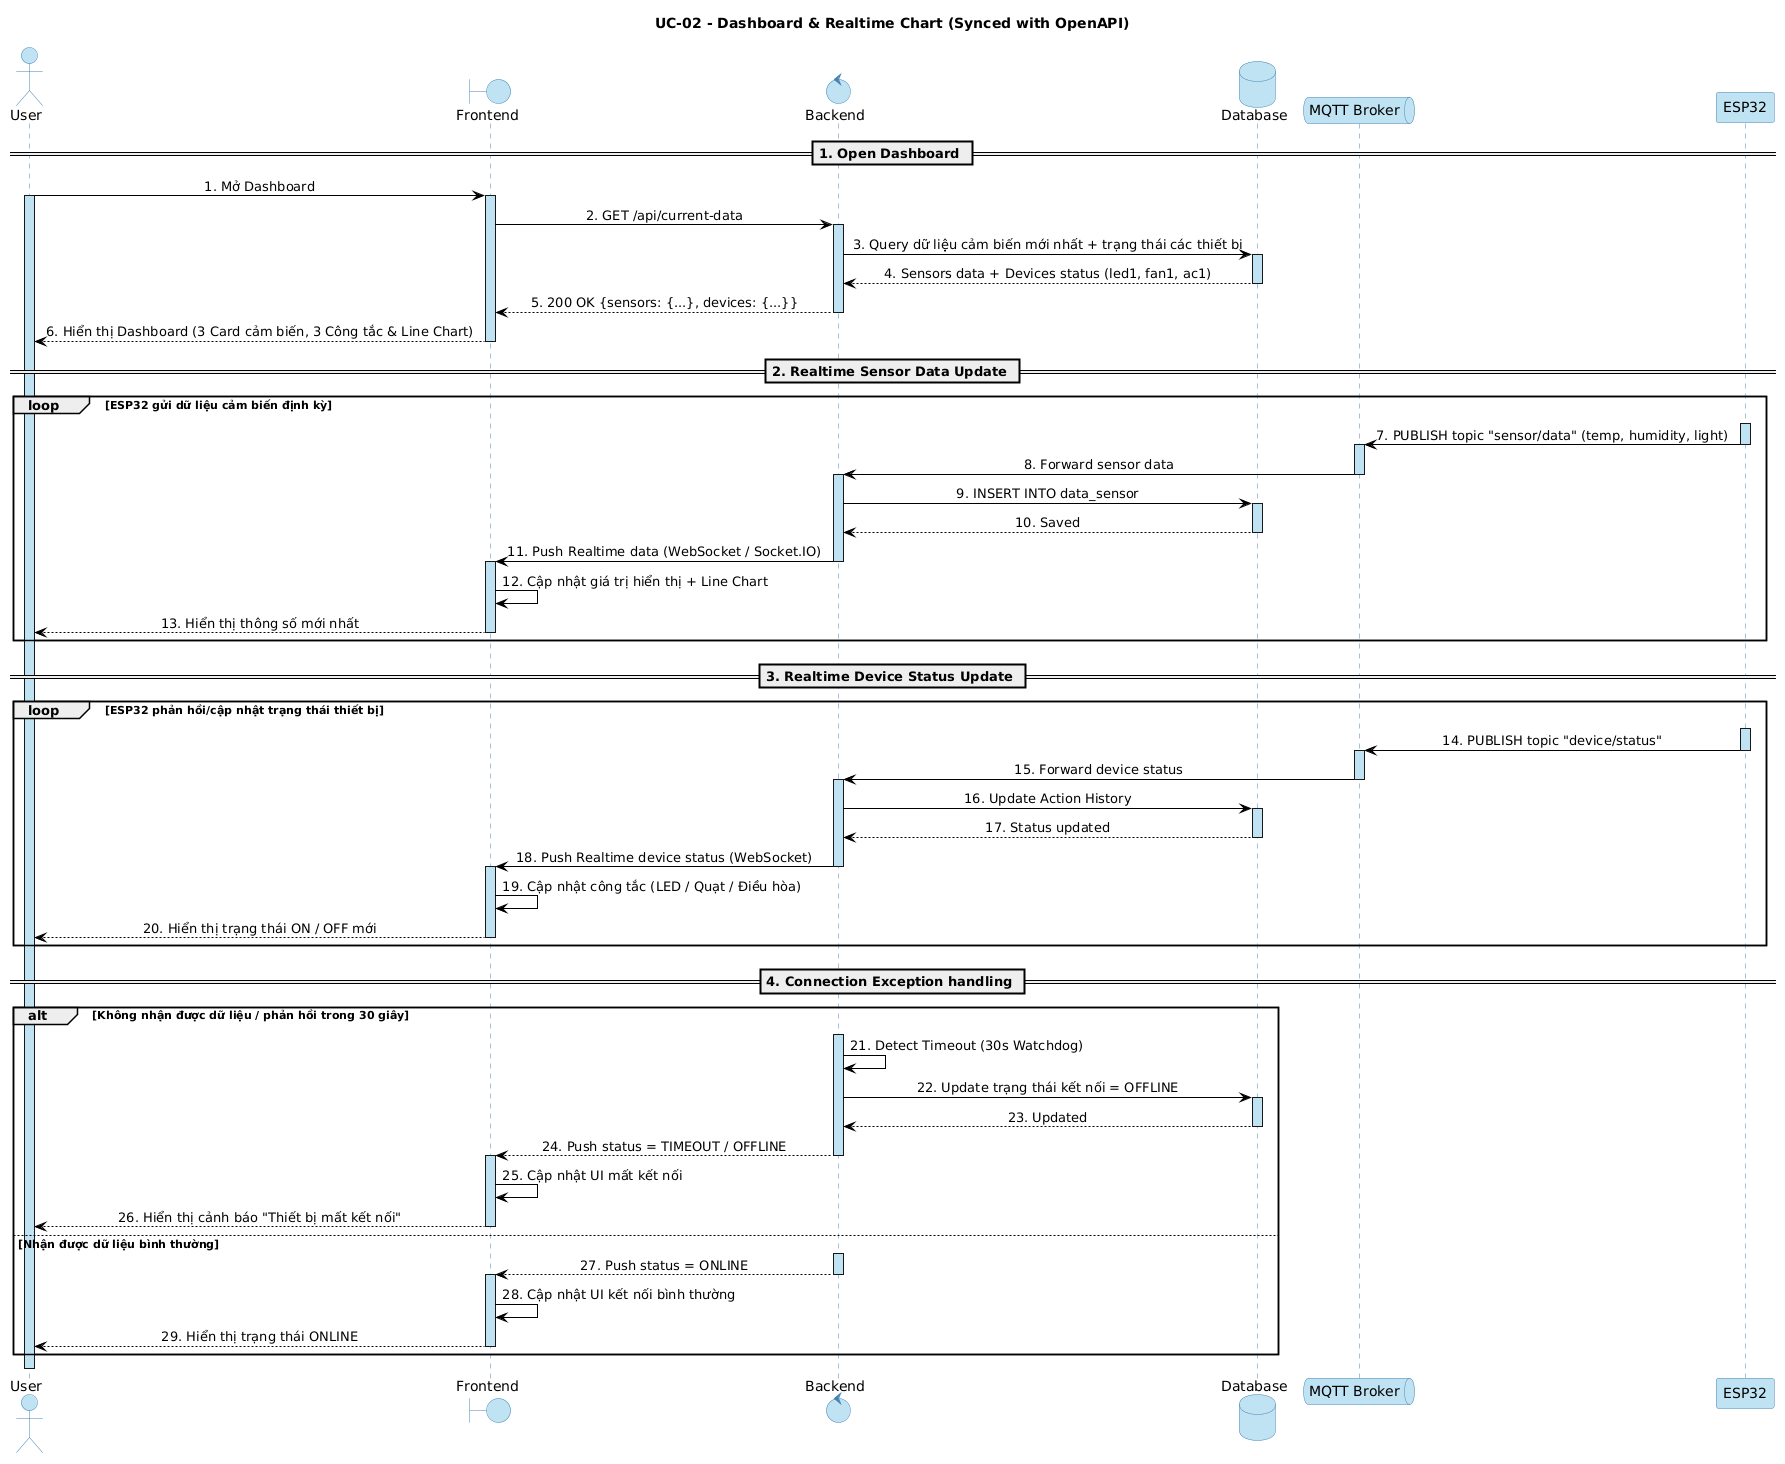 UC-02 - Dashboard & Realtime Chart (Synced with OpenAPI)
User
Frontend
Backend
Database
MQTT Broker
ESP32
1. Open Dashboard
1. Mở Dashboard
2. GET /api/current-data
3. Query dữ liệu cảm biến mới nhất + trạng thái các thiết bị
4. Sensors data + Devices status (led1, fan1, ac1)
5. 200 OK {sensors: {...}, devices: {...}}
6. Hiển thị Dashboard (3 Card cảm biến, 3 Công tắc & Line Chart)
2. Realtime Sensor Data Update
loop [ESP32 gửi dữ liệu cảm biến định kỳ]
7. PUBLISH topic "sensor/data" (temp, humidity, light)
8. Forward sensor data
9. INSERT INTO data_sensor
10. Saved
11. Push Realtime data (WebSocket / Socket.IO)
12. Cập nhật giá trị hiển thị + Line Chart
13. Hiển thị thông số mới nhất
3. Realtime Device Status Update
loop [ESP32 phản hồi/cập nhật trạng thái thiết bị]
14. PUBLISH topic "device/status"
15. Forward device status
16. Update Action History
17. Status updated
18. Push Realtime device status (WebSocket)
19. Cập nhật công tắc (LED / Quạt / Điều hòa)
20. Hiển thị trạng thái ON / OFF mới
4. Connection Exception handling
alt [Không nhận được dữ liệu / phản hồi trong 30 giây]
21. Detect Timeout (30s Watchdog)
22. Update trạng thái kết nối = OFFLINE
23. Updated
24. Push status = TIMEOUT / OFFLINE
25. Cập nhật UI mất kết nối
26. Hiển thị cảnh báo "Thiết bị mất kết nối"
[Nhận được dữ liệu bình thường]
27. Push status = ONLINE
28. Cập nhật UI kết nối bình thường
29. Hiển thị trạng thái ONLINE
User
Frontend
Backend
Database
MQTT Broker
ESP32